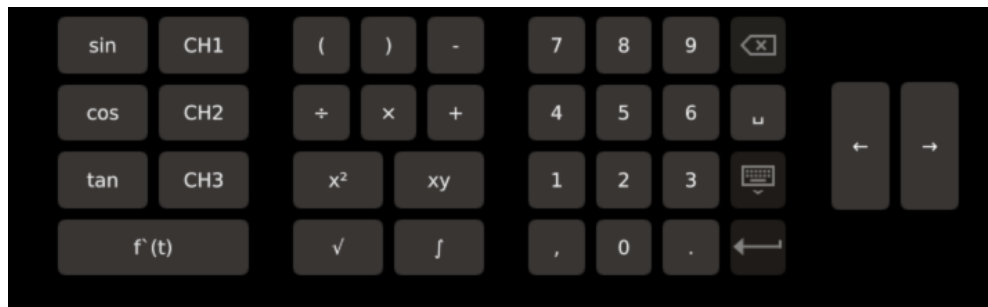 sin CH1 ( ) - 7 8 9
cos CH2 ÷ × + 4 5 6 ␣
← →
tan CH3 x² xy 1 2 3
f`(t) √ ∫ , 0 .